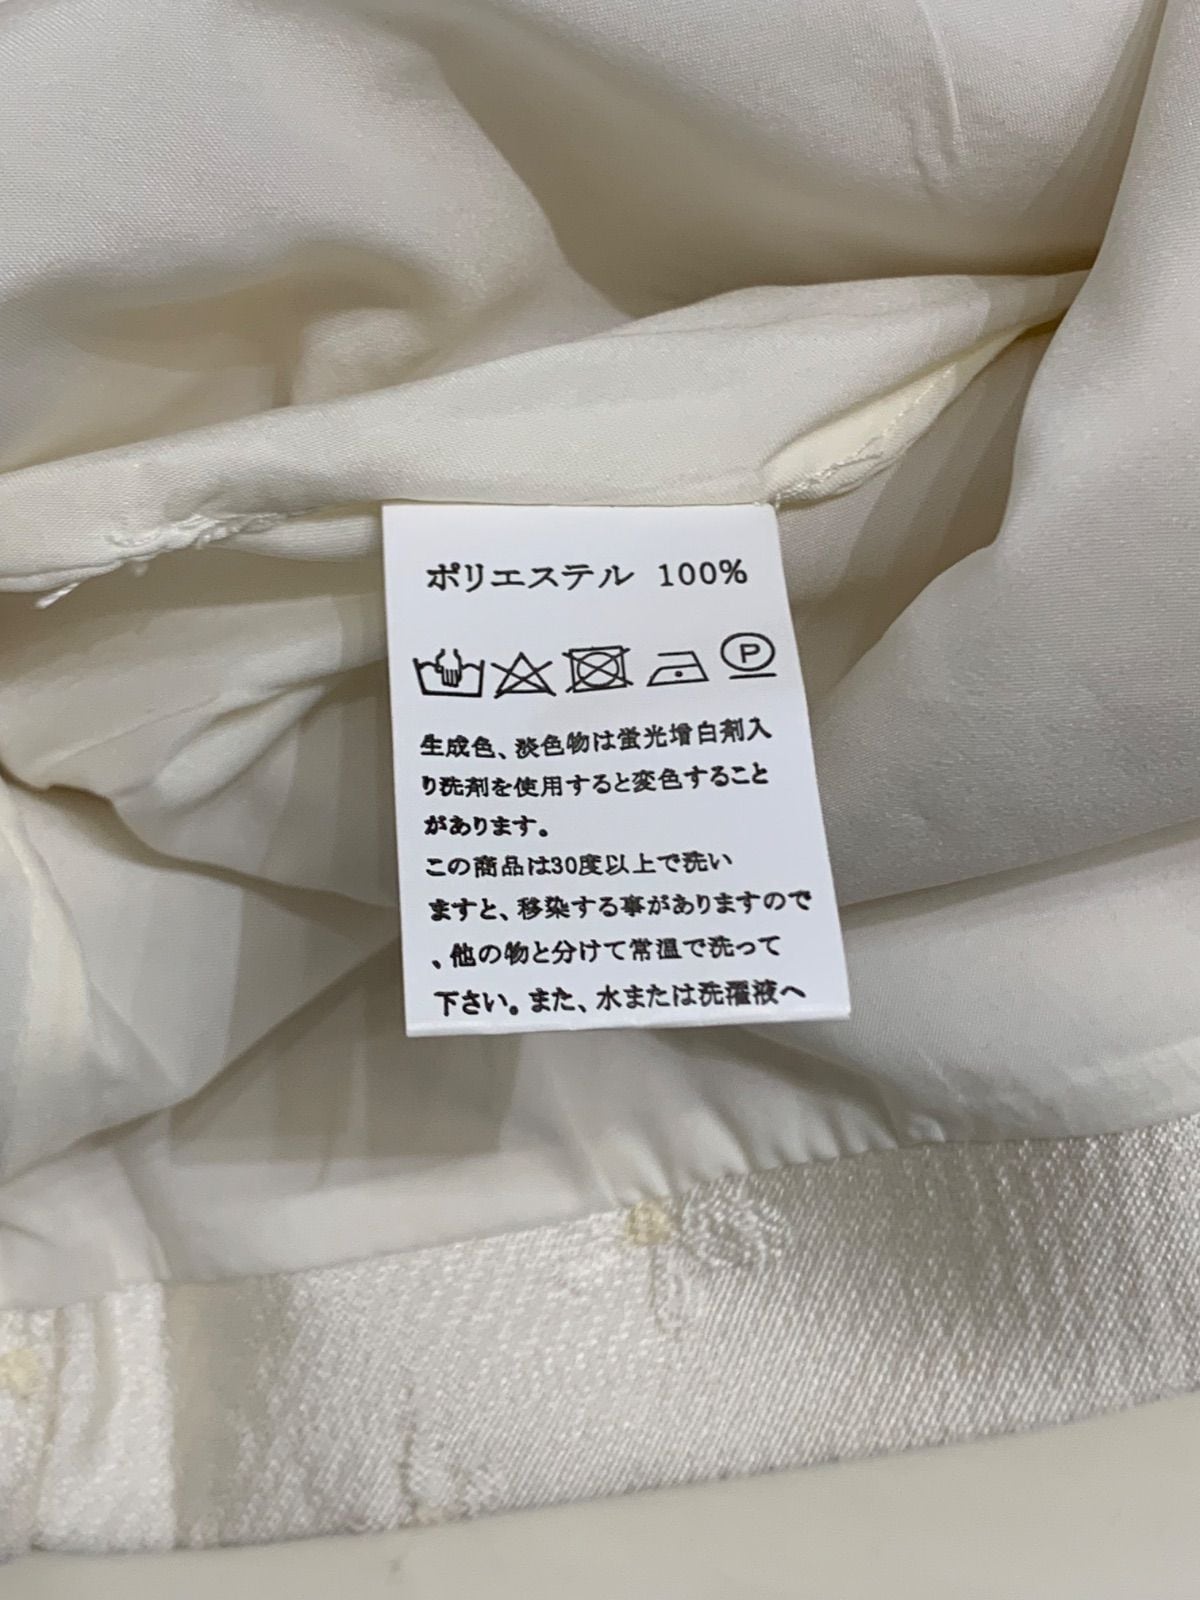 ポリエステル 100%
P
生成色、淡色物は蛍光増白剤入
り洗剤を使用すると変色すること
があります。
この商品は30度以上で洗い
ますと、移染する事がありますので
、他の物と分けて常温で洗って
下さい。また、水または洗濯液へ